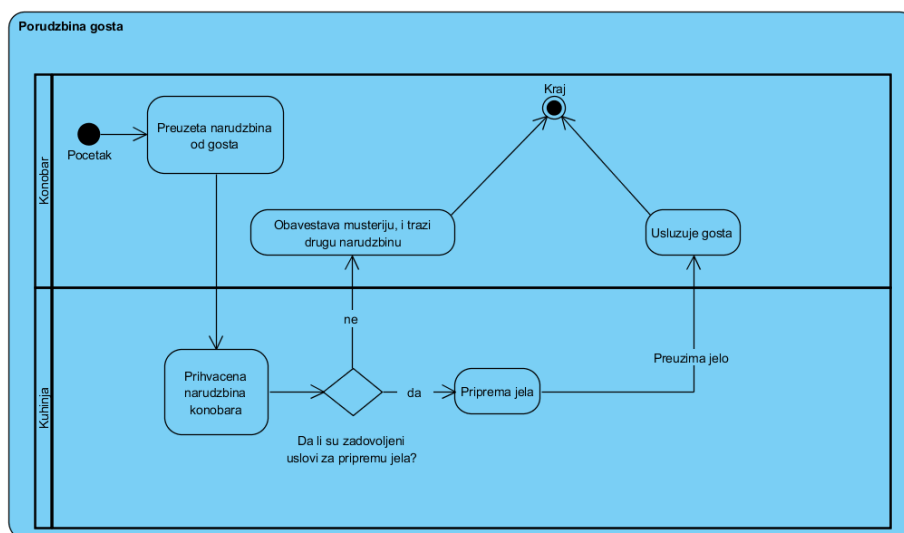 Porudzbina gosta
Konobar
Pocetak
Preuzeta narudzbina
od gosta
Kraj
Obavestava musteriju, i trazi
drugu narudzbinu
Usluzuje gosta
Kuhinja
Prihvacena
narudzbina
konobara
ne
da
Da li su zadovoljeni
uslovi za pripremu jela?
Priprema jela
Preuzima jelo